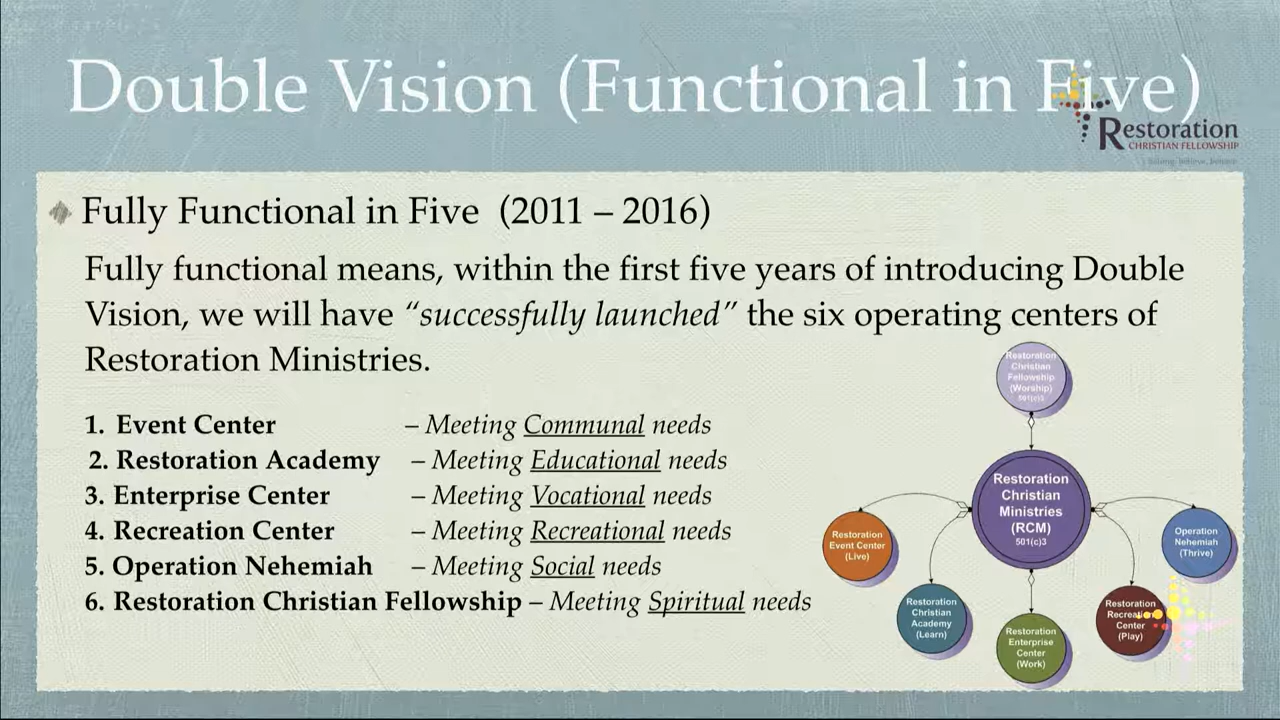 Double Vision (Functional in Five)
Restoration
CHRISTIAN FELLOWSHIP
Fully Functional in Five (2011 – 2016)
Fully functional means, within the first five years of introducing Double
Vision, we will have “successfully launched” the six operating centers of
Restoration Ministries.
1. Event Center – Meeting Communal needs
2. Restoration Academy – Meeting Educational needs
3. Enterprise Center – Meeting Vocational needs
4. Recreation Center – Meeting Recreational needs
5. Operation Nehemiah – Meeting Social needs
6. Restoration Christian Fellowship – Meeting Spiritual needs
Restoration
Christian
Fellowship
(Worship)
501(c)3
Restoration
Christian
Ministries
(RCM)
501(c)3
Restoration
Event Center
(Live)
Restoration
Christian
Academy
(Learn)
Restoration
Enterprise
Center
(Work)
Restoration
Recreation
Center
(Play)
Operation
Nehemiah
(Thrive)